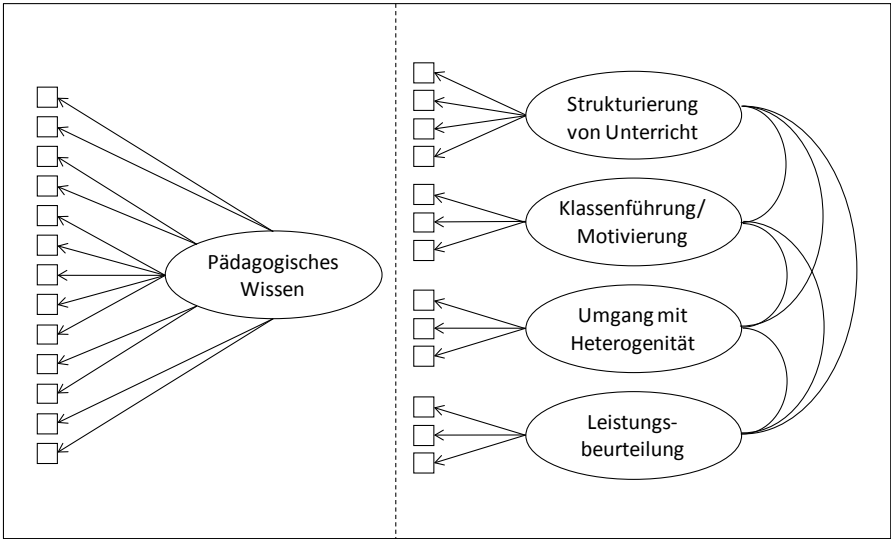 Pädagogisches
Wissen
Strukturierung
von Unterricht
Klassenführung/
Motivierung
Umgang mit
Heterogenität
Leistungs-
beurteilung